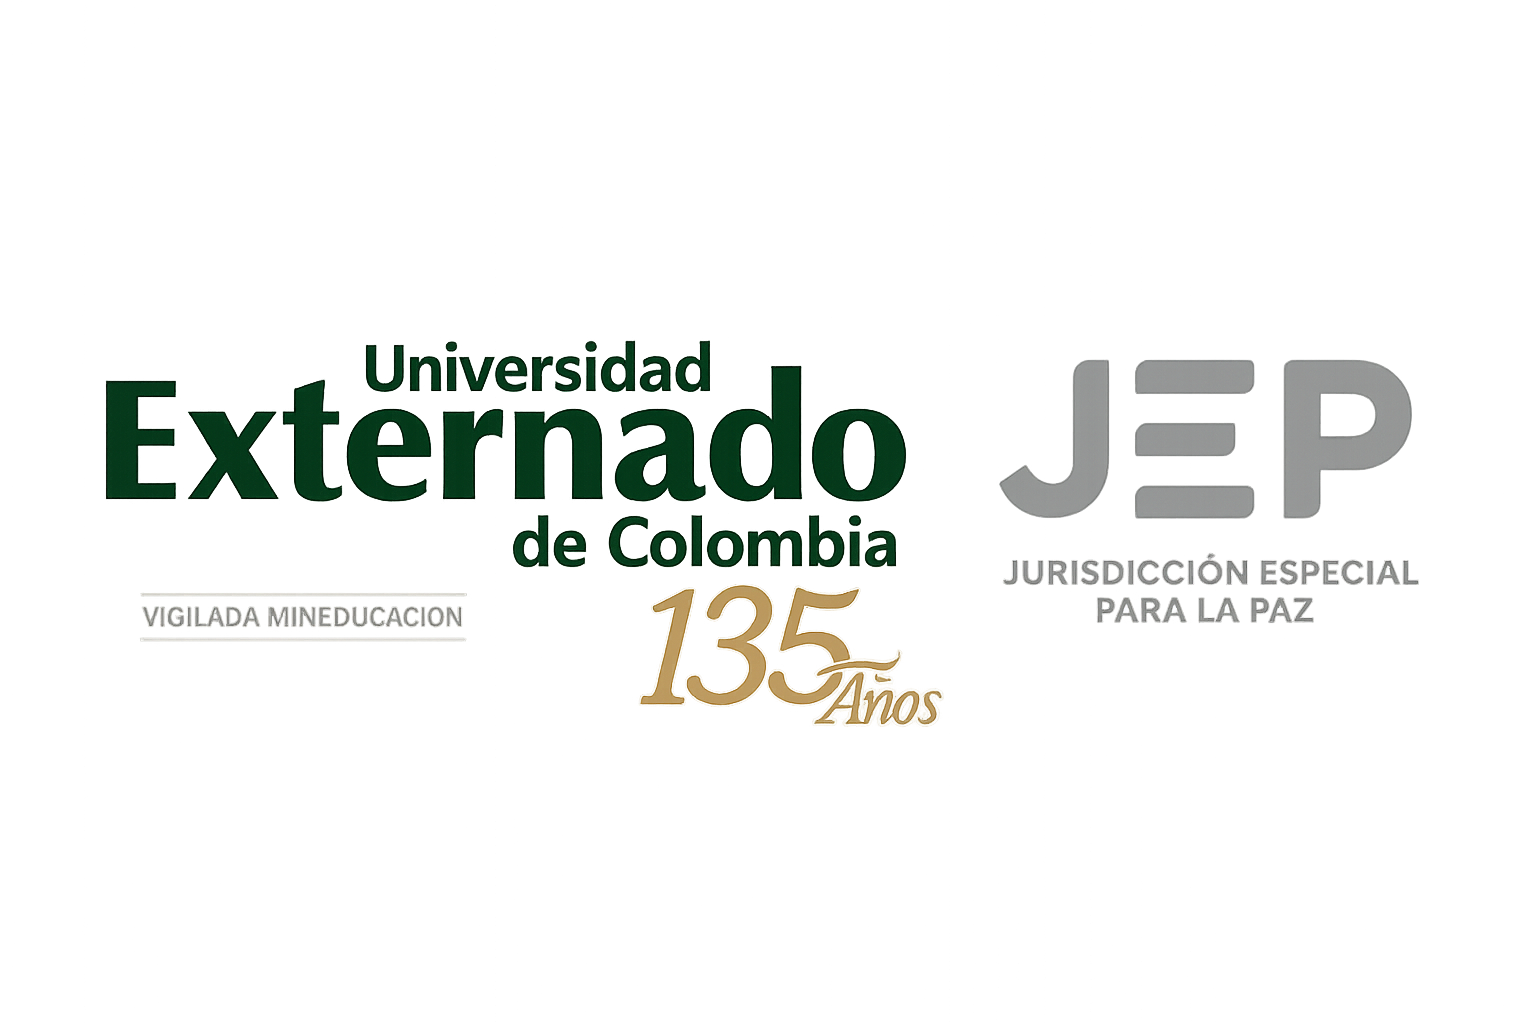 Universidad
Externado
de Colombia
VIGILADA MINEDUCACION
135
Años
JEP
JURISDICCIÓN ESPECIAL
PARA LA PAZ